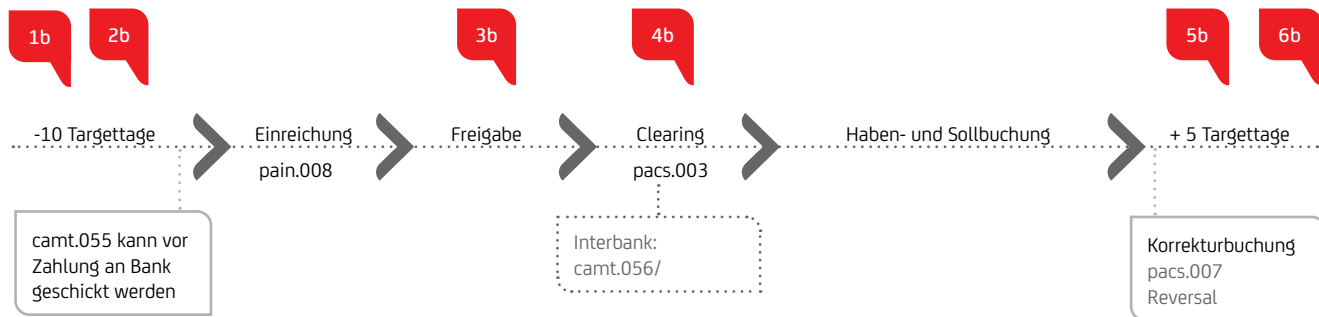 1b
2b
3b
4b
5b
6b
-10 Targettage
Einreichung
Freigabe
Clearing
Haben- und Sollbuchung
+ 5 Targettage
pain.008
pacs.003
camt.055 kann vor
Zahlung an Bank
geschickt werden
Interbank:
camt.056/
Korrekturbuchung
pacs.007
Reversal